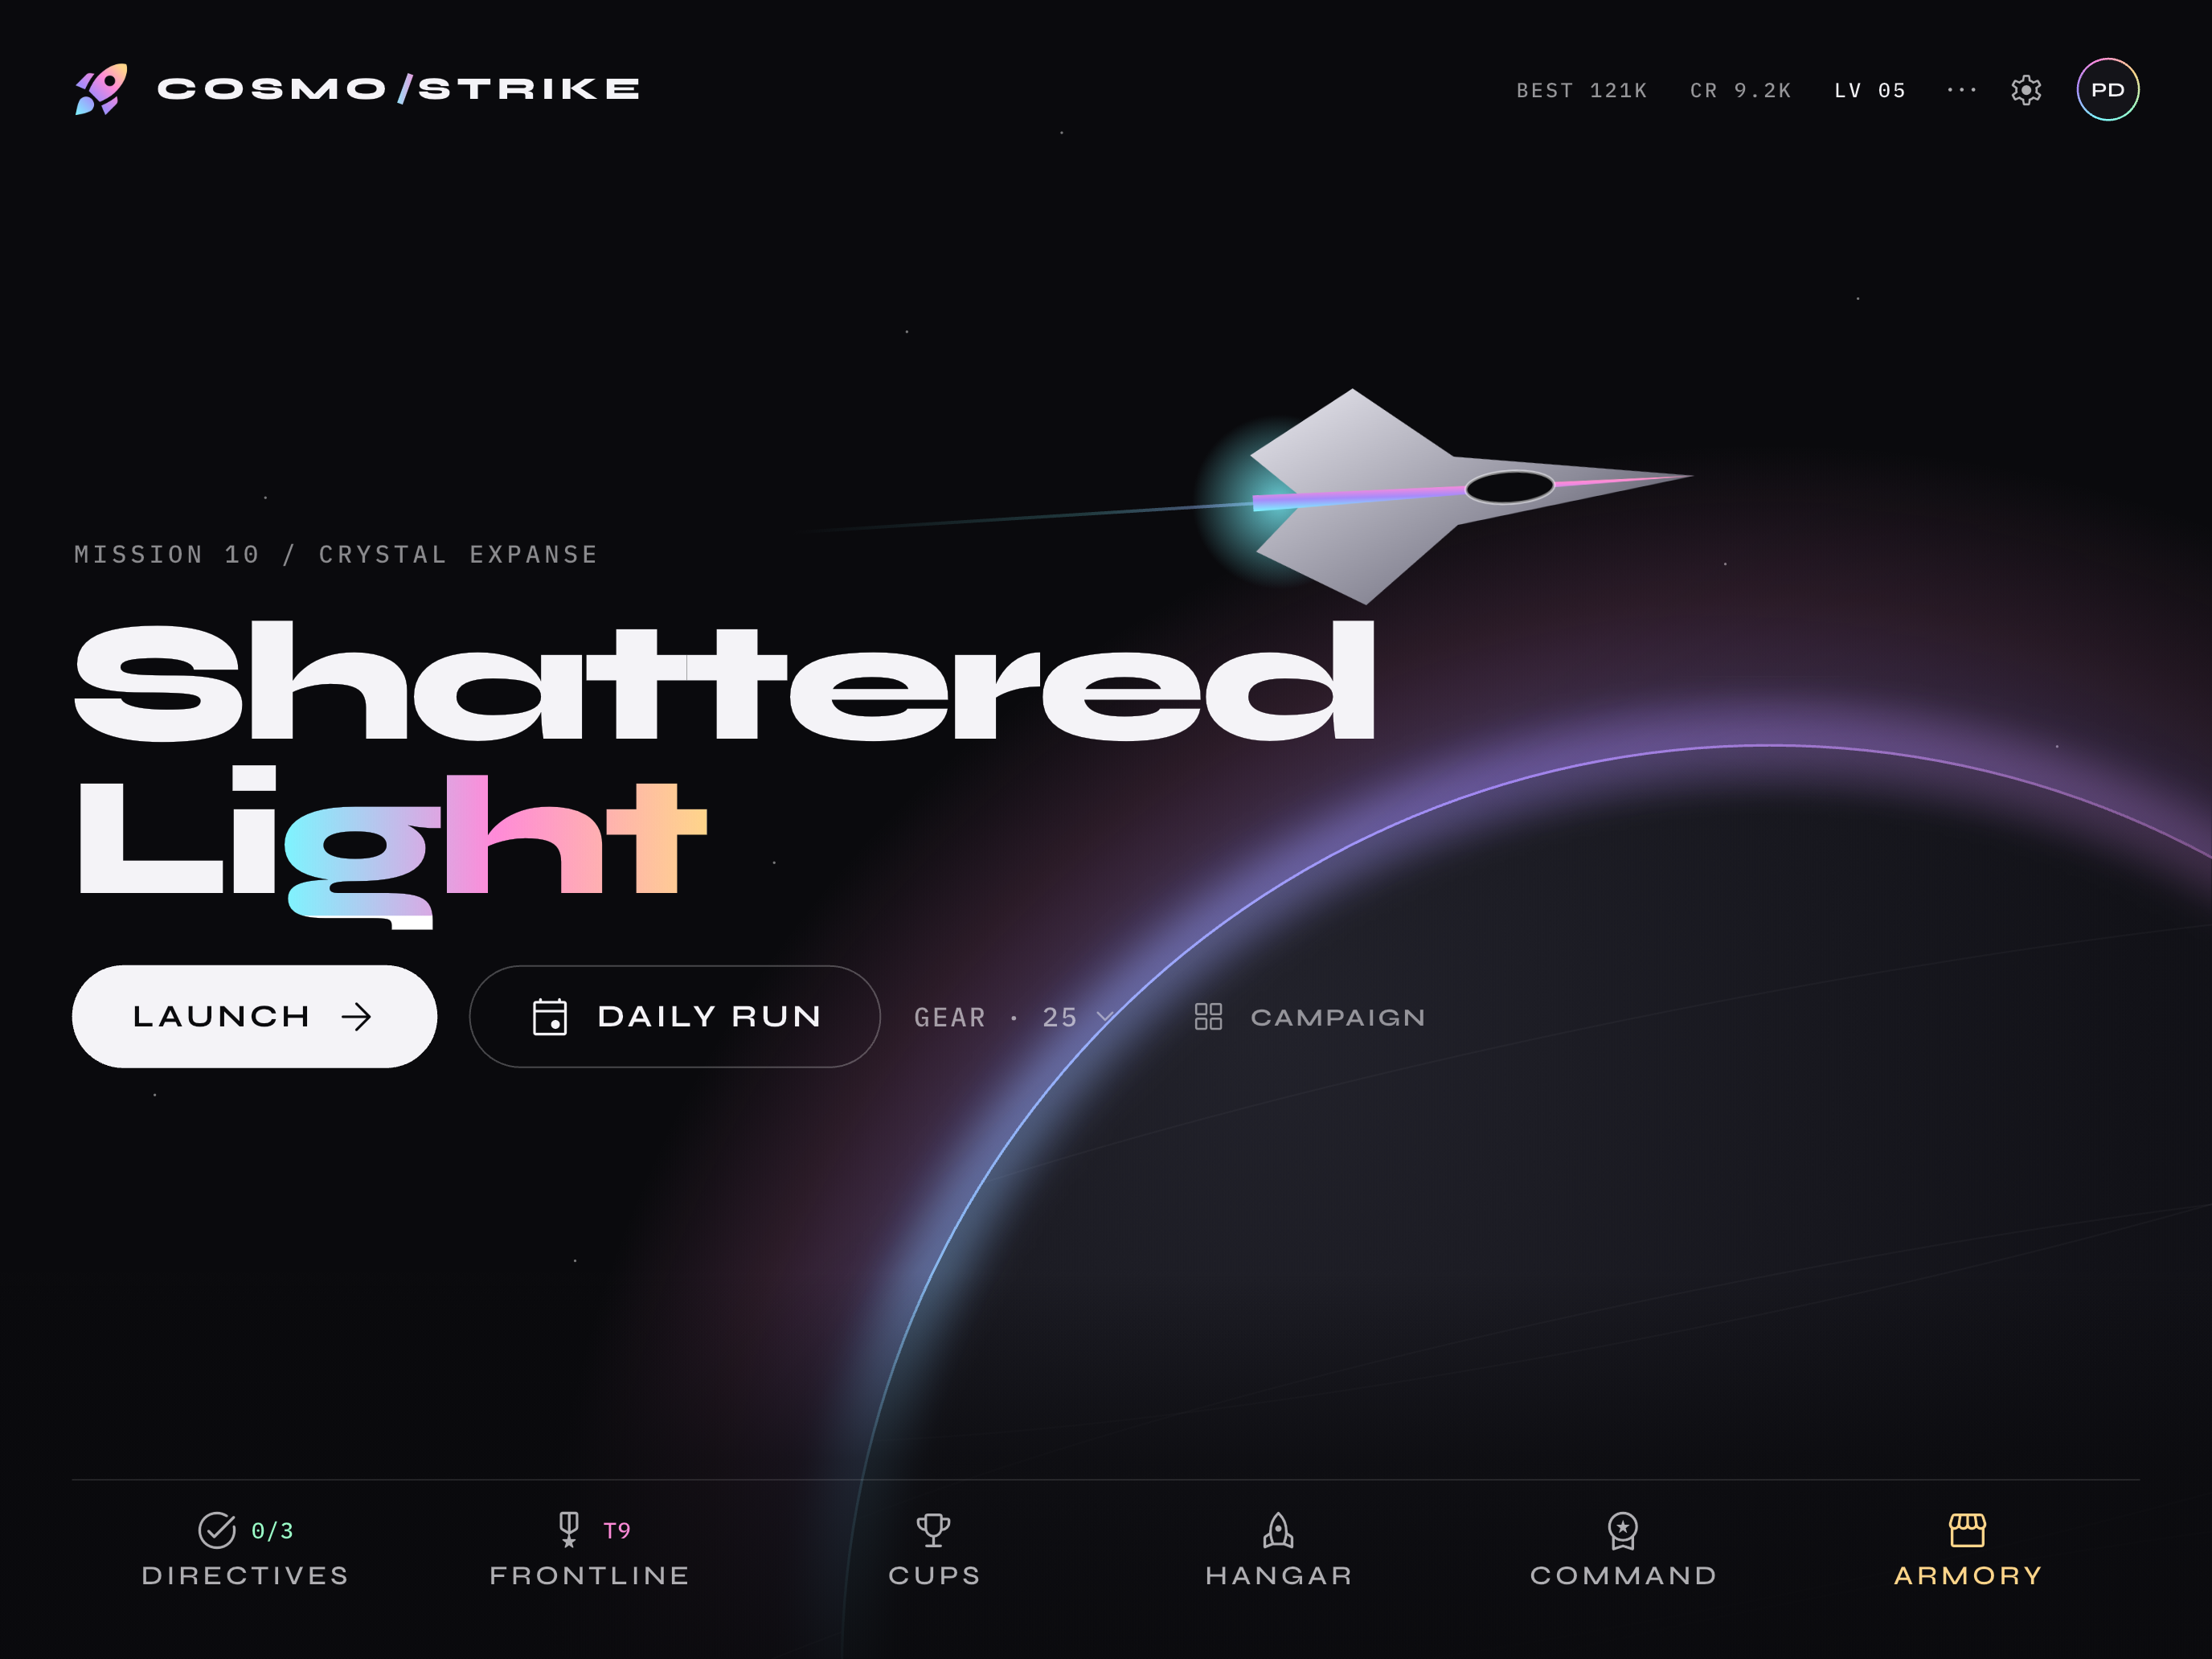 COSMO/STRIKE
BEST 121K CR 9.2K LV 05 ··· PD
MISSION 10 / CRYSTAL EXPANSE
Shattered
Light
LAUNCH DAILY RUN GEAR · 25 CAMPAIGN
0/3 T9
DIRECTIVES FRONTLINE CUPS HANGAR COMMAND ARMORY